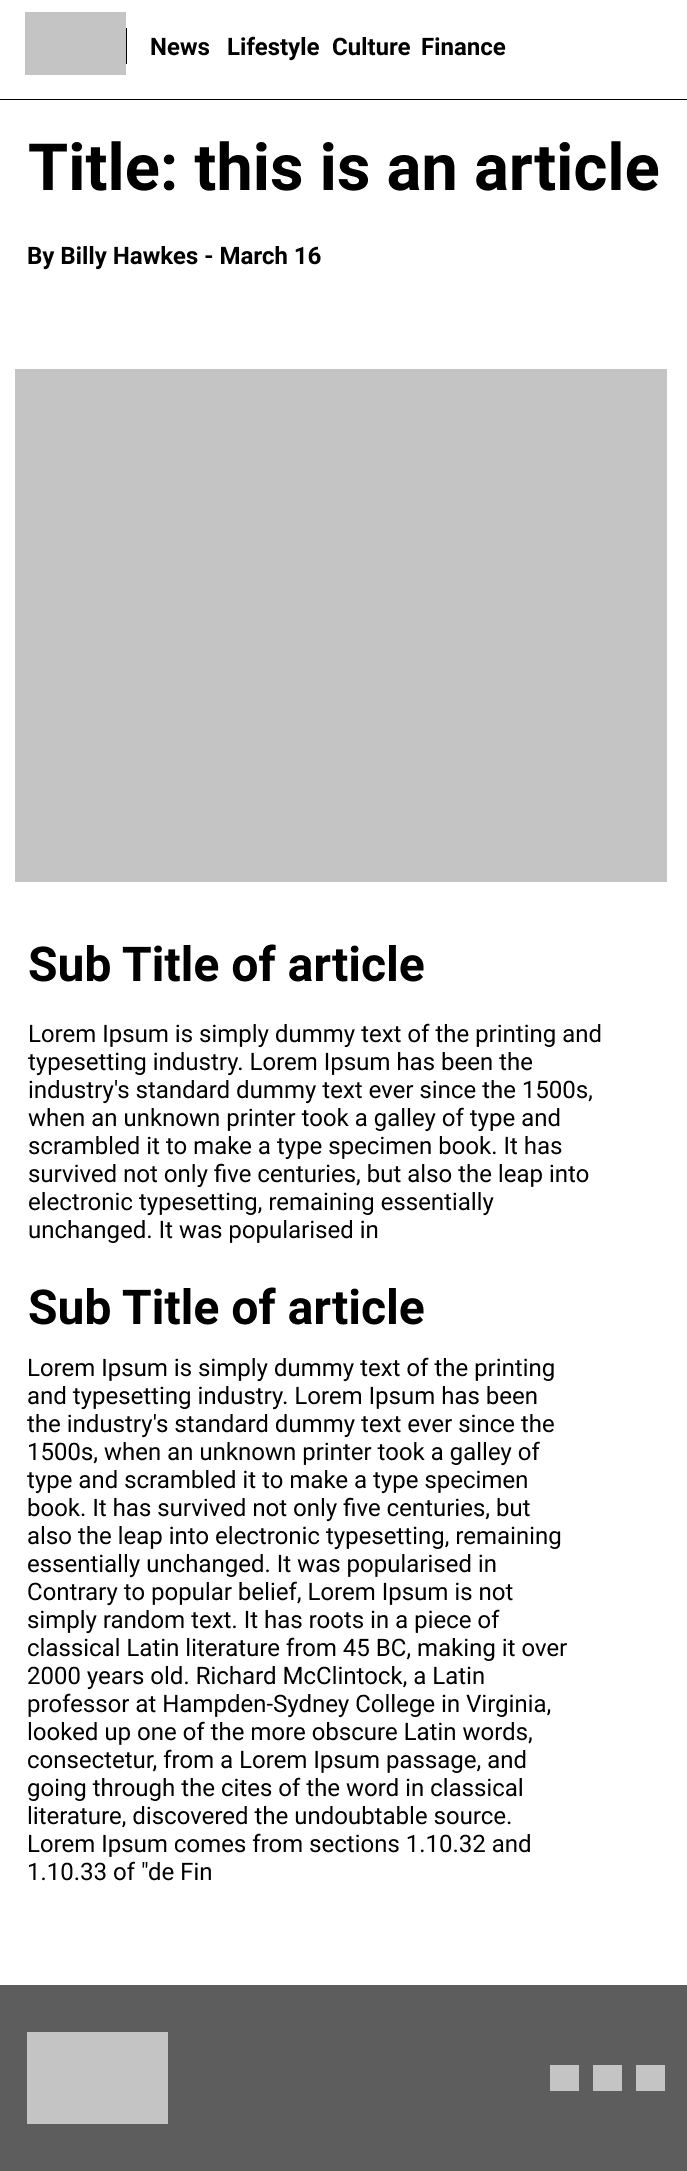 News Lifestyle Culture Finance
Title: this is an article
By Billy Hawkes - March 16
Sub Title of article
Lorem Ipsum is simply dummy text of the printing and
typesetting industry. Lorem Ipsum has been the
industry's standard dummy text ever since the 1500s,
when an unknown printer took a galley of type and
scrambled it to make a type specimen book. It has
survived not only five centuries, but also the leap into
electronic typesetting, remaining essentially
unchanged. It was popularised in
Sub Title of article
Lorem Ipsum is simply dummy text of the printing
and typesetting industry. Lorem Ipsum has been
the industry's standard dummy text ever since the
1500s, when an unknown printer took a galley of
type and scrambled it to make a type specimen
book. It has survived not only five centuries, but
also the leap into electronic typesetting, remaining
essentially unchanged. It was popularised in
Contrary to popular belief, Lorem Ipsum is not
simply random text. It has roots in a piece of
classical Latin literature from 45 BC, making it over
2000 years old. Richard McClintock, a Latin
professor at Hampden-Sydney College in Virginia,
looked up one of the more obscure Latin words,
consectetur, from a Lorem Ipsum passage, and
going through the cites of the word in classical
literature, discovered the undoubtable source.
Lorem Ipsum comes from sections 1.10.32 and
1.10.33 of "de Fin